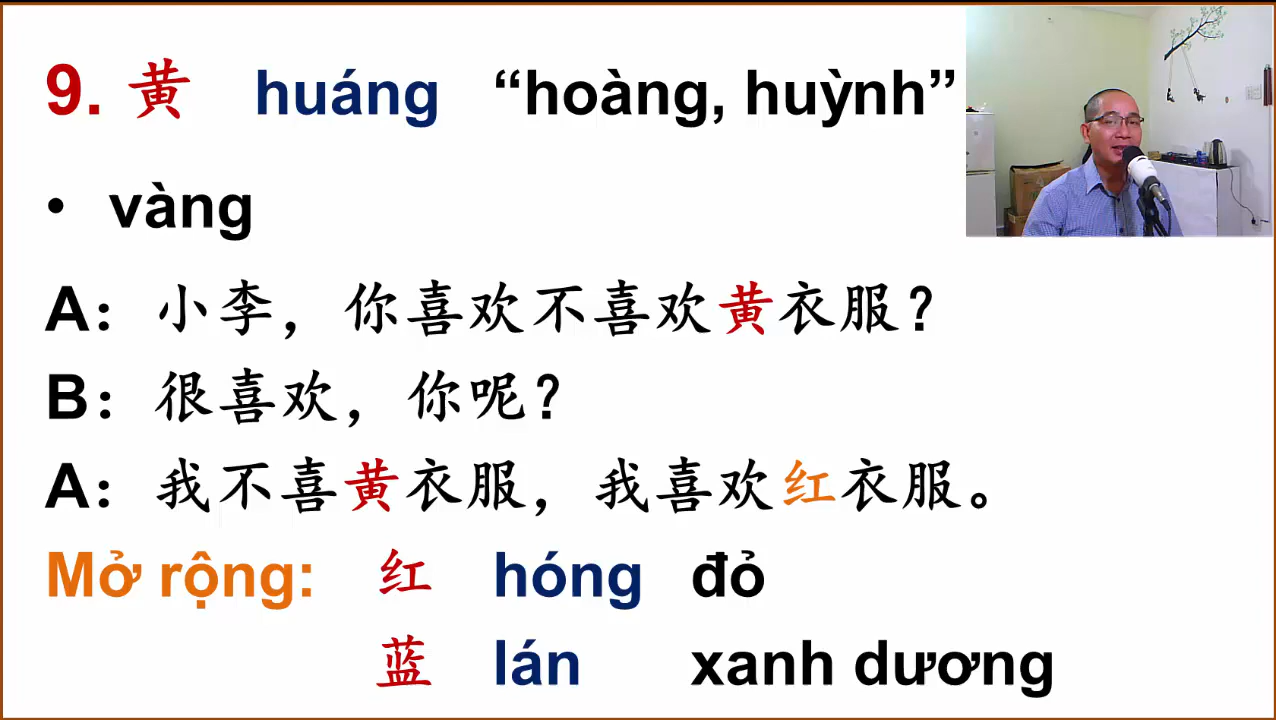 9. 黄 huáng “hoàng, huỳnh”
• vàng
A：小李，你喜欢不喜欢黄衣服？
B：很喜欢，你呢？
A：我不喜黄衣服，我喜欢红衣服。
Mở rộng: 红 hóng đỏ
蓝 lán xanh dương